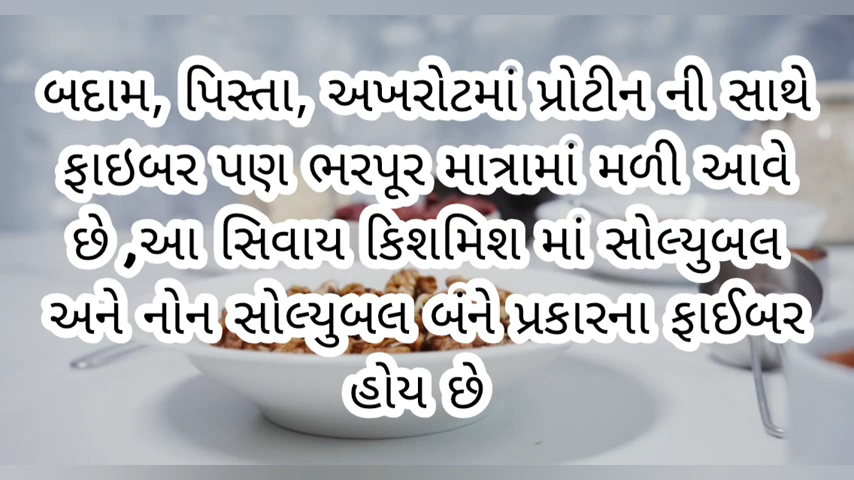 બદામ, પિસ્તા, અખરોટમાં પ્રોટીન ની સાથે
ફાઇબર પણ ભરપૂર માત્રામાં મળી આવે
છે ,આ સિવાય કિશમિશ માં સોલ્યુબલ
અને નોન સોલ્યુબલ બંને પ્રકારના ફાઈબર
હોય છે